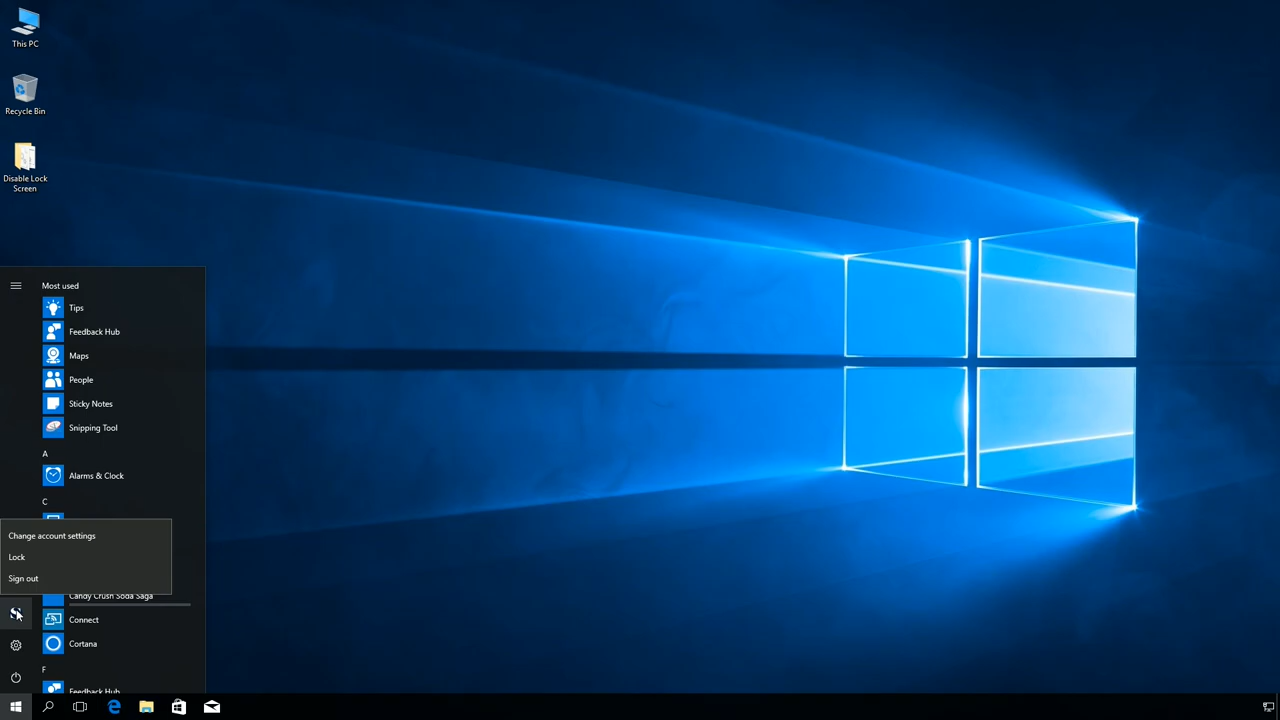 This PC
Recycle Bin
Disable Lock
Screen
Most used
Tips
Feedback Hub
Maps
People
Sticky Notes
Snipping Tool
A
Alarms & Clock
C
Change account settings
Lock
Sign out
Candy Crush Soda Saga
Connect
Cortana
F
Feedback Hub